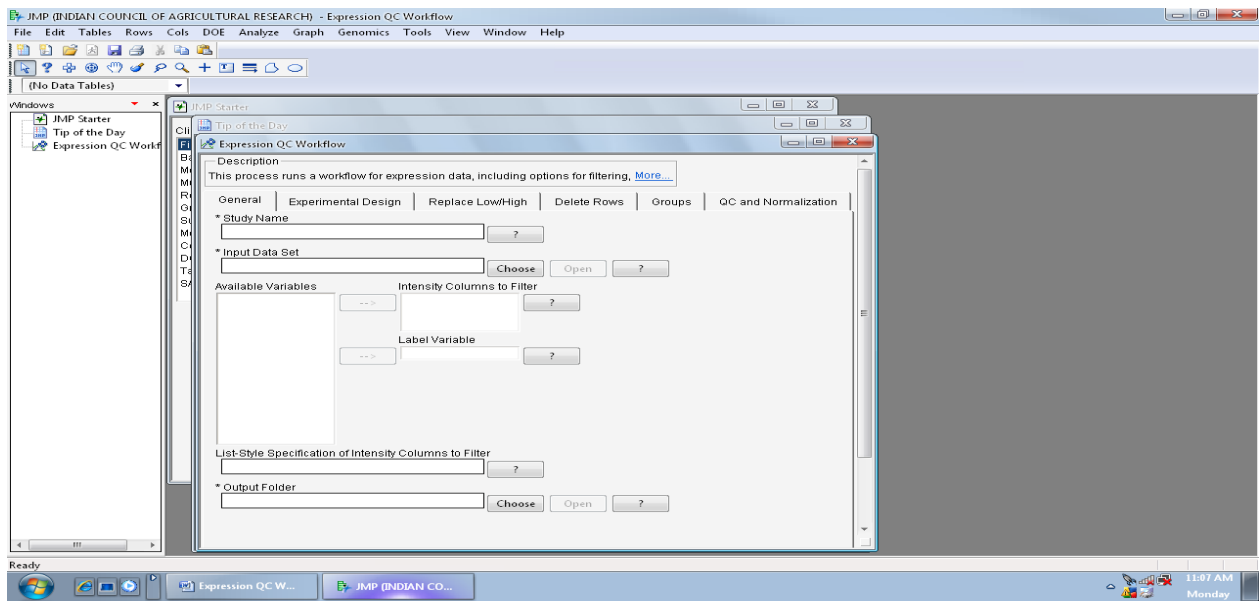 JMP (INDIAN COUNCIL OF AGRICULTURAL RESEARCH) - Expression QC Workflow
File Edit Tables Rows Cols DOE Analyze Graph Genomics Tools View Window Help
(No Data Tables)
Windows
JMP Starter
Tip of the Day
Expression QC Workf
JMP Starter
Tip of the Day
Expression QC Workflow
Description
This process runs a workflow for expression data, including options for filtering, More...
General Experimental Design Replace Low/High Delete Rows Groups QC and Normalization
* Study Name
?
* Input Data Set
Choose Open ?
Available Variables Intensity Columns to Filter
--> ?
Label Variable
--> ?
List-Style Specification of Intensity Columns to Filter
?
* Output Folder
Choose Open ?
Ready
Expression QC W... JMP (INDIAN CO... 11:07 AM
Monday